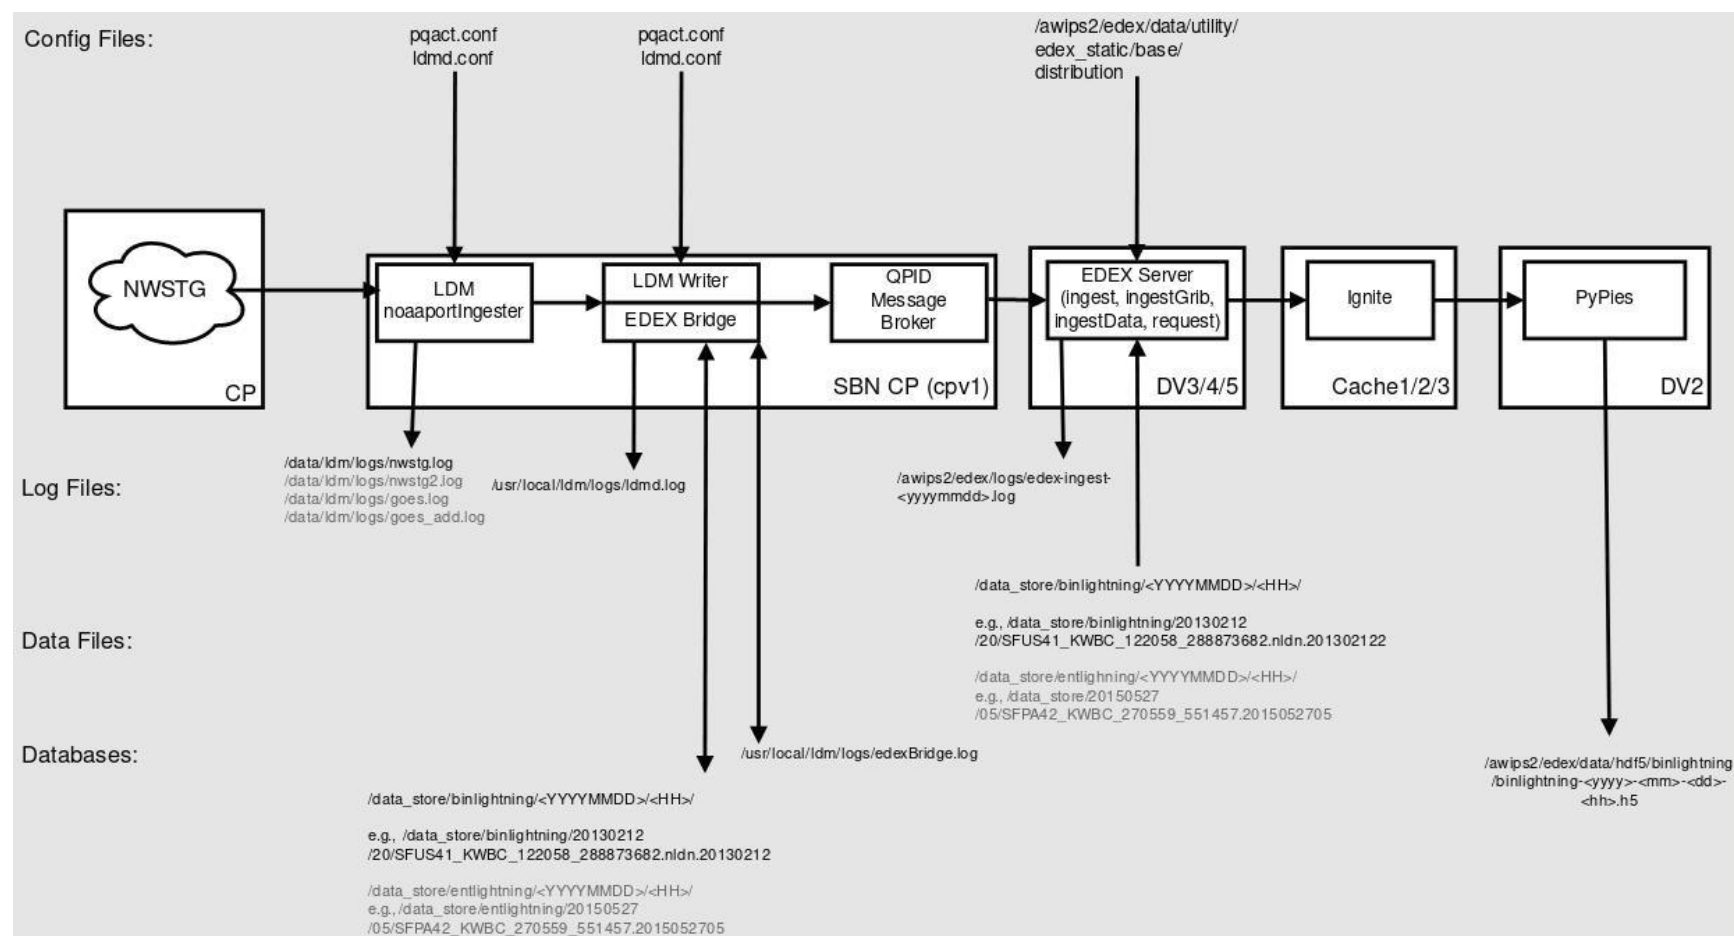 Config Files:
pqact.conf
ldmd.conf
pqact.conf
ldmd.conf
/awips2/edex/data/utility/
edex_static/base/
distribution
NWSTG
CP
LDM
noaaportIngester
LDM Writer
EDEX Bridge
QPID
Message
Broker
SBN CP (cpv1)
EDEX Server
(ingest, ingestGrib,
ingestData, request)
DV3/4/5
Ignite
Cache1/2/3
PyPies
DV2
Log Files:
/data/ldm/logs/nwstg.log
/data/ldm/logs/nwstg2.log
/data/ldm/logs/goes.log
/data/ldm/logs/goes_add.log
/usr/local/ldm/logs/ldmd.log
/awips2/edex/logs/edex-ingest-
<yyyymmdd>.log
Data Files:
/data_store/binlightning/<YYYYMMDD>/<HH>/
e.g., /data_store/binlightning/20130212
/20/SFUS41_KWBC_122058_288873682.nldn.201302122
/data_store/entlighning/<YYYYMMDD>/<HH>/
e.g., /data_store/20150527
/05/SFPA42_KWBC_270559_551457.2015052705
Databases:
/usr/local/ldm/logs/edexBridge.log
/data_store/binlightning/<YYYYMMDD>/<HH>/
e.g., /data_store/binlightning/20130212
/20/SFUS41_KWBC_122058_288873682.nldn.20130212
/data_store/entlightning/<YYYYMMDD>/<HH>/
e.g., /data_store/entlightning/20150527
/05/SFPA42_KWBC_270559_551457.2015052705
/awips2/edex/data/hdf5/binlightning
/binlightning-<yyyy>-<mm>-<dd>-
<hh>.h5